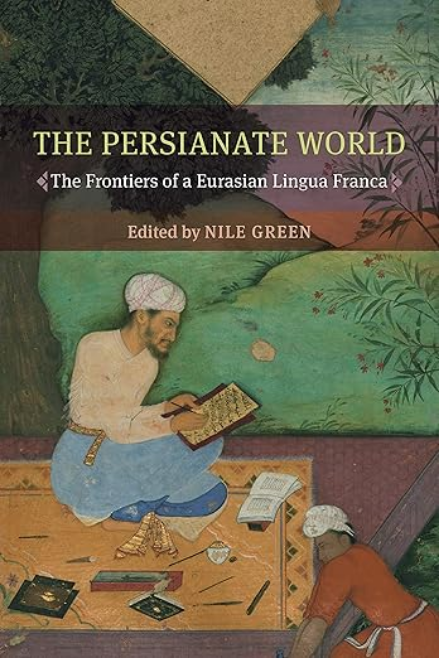 THE PERSIANATE WORLD
The Frontiers of a Eurasian Lingua Franca
Edited by NILE GREEN